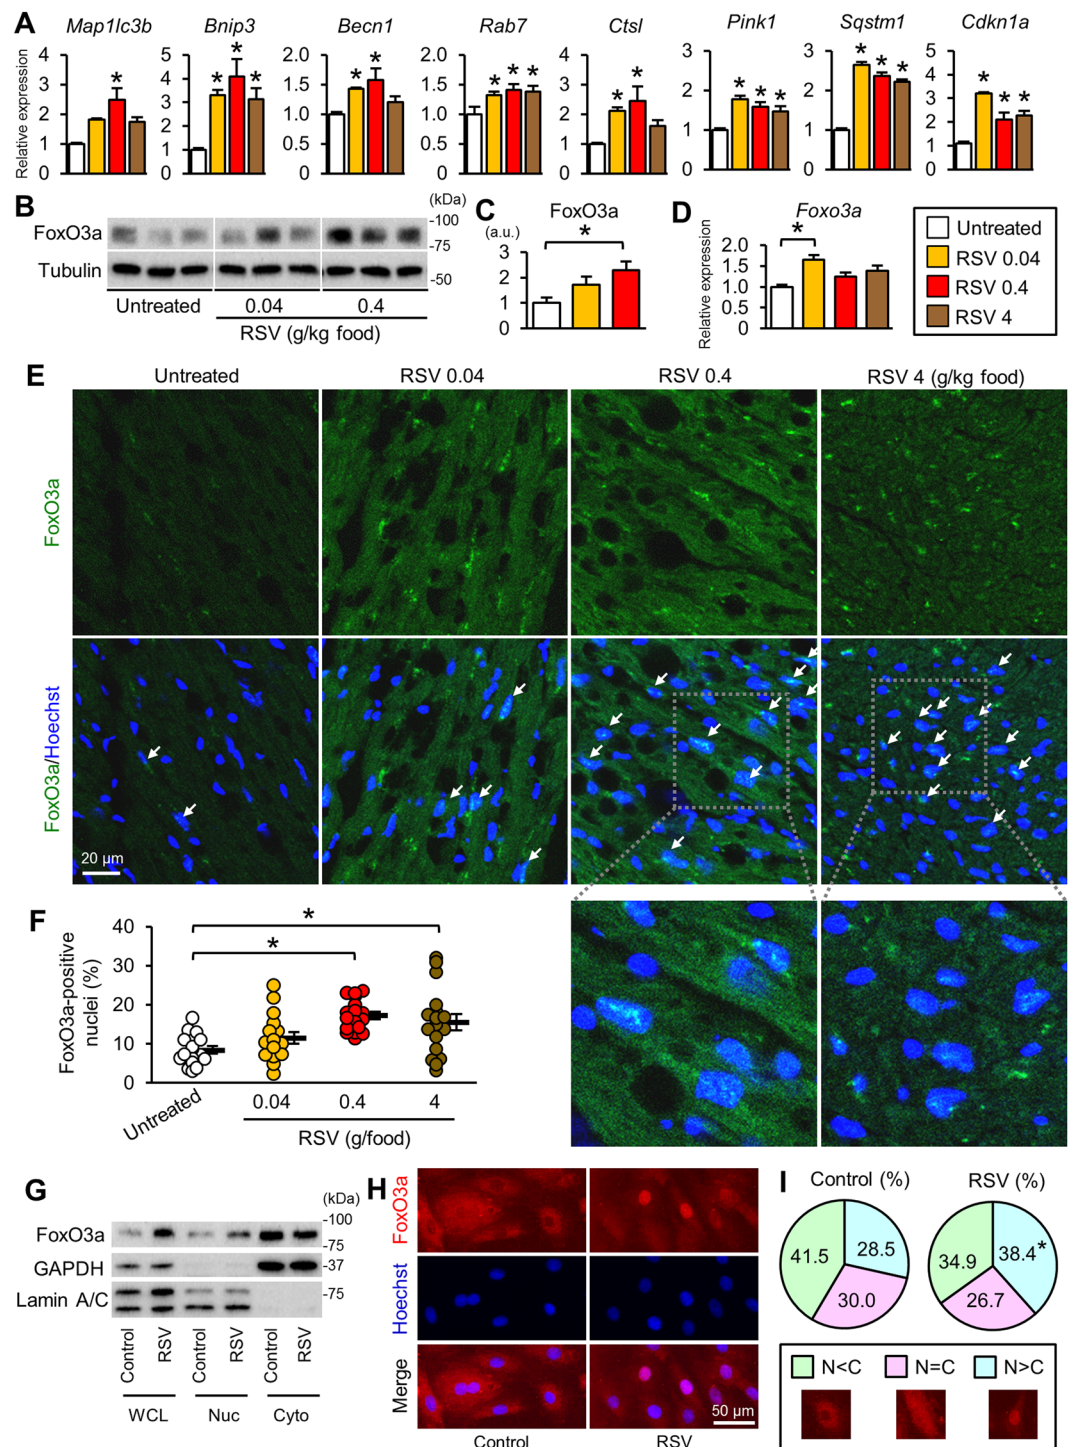 A
Map1lc3b Bnip3 Becn1 Rab7 Ctsl Pink1 Sqstm1 Cdkn1a
Relative expression
4 3 2 1 0
*
5 4 3 2 1 0
* * *
2.0 1.5 1.0 0.5 0
* *
2.0 1.5 1.0 0.5 0
* * *
4 3 2 1 0
* *
3 2 1 0
* * *
3 2 1 0
* * *
5 4 3 2 1 0
* * *
B
(kDa)
FoxO3a
-100
-75
Tubulin
-50
Untreated 0.04 0.4
RSV (g/kg food)
C
FoxO3a
(a.u.)
3 2 1 0
*
D
Foxo3a
Relative expression
2.0 1.5 1.0 0.5 0
*
Untreated
RSV 0.04
RSV 0.4
RSV 4
E
Untreated RSV 0.04 RSV 0.4 RSV 4 (g/kg food)
FoxO3a
FoxO3a/Hoechst
20 µm
F
FoxO3a-positive
nuclei (%)
40
30
20
10
0
*
*
Untreated 0.04 0.4 4
RSV (g/food)
G
(kDa)
FoxO3a
-100
-75
GAPDH
-37
Lamin A/C
-75
Control RSV Control RSV Control RSV
WCL Nuc Cyto
H
FoxO3a
Hoechst
Merge
50 µm
Control RSV
I
Control (%) RSV (%)
41.5 28.5 30.0
34.9 38.4* 26.7
N<C N=C N>C